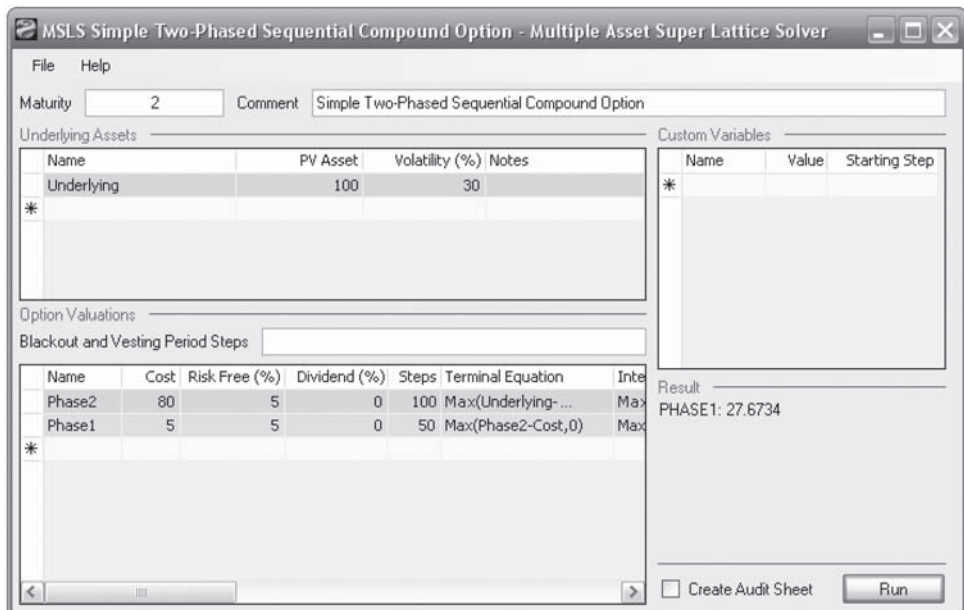 MSLS Simple Two-Phased Sequential Compound Option - Multiple Asset Super Lattice Solver
File Help
Maturity 2 Comment Simple Two-Phased Sequential Compound Option
Underlying Assets
Name PV Asset Volatility (%) Notes
Underlying 100 30
*
Custom Variables
Name Value Starting Step
*
Option Valuations
Blackout and Vesting Period Steps
Name Cost Risk Free (%) Dividend (%) Steps Terminal Equation Inte
Phase2 80 5 0 100 Max(Underlying-... Max
Phase1 5 5 0 50 Max(Phase2-Cost,0) Max
*
Result
PHASE1: 27.6734
Create Audit Sheet Run